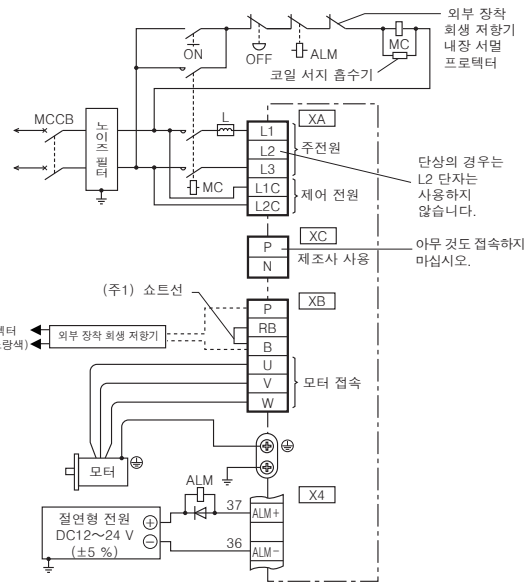 외부 장착
회생 저항기
내장 서멀
프로텍터
ON
OFF
ALM
MC
코일 서지 흡수기
MCCB
노이즈 필터
L
MC
XA
L1
L2
L3
L1C
L2C
주전원
제어 전원
단상의 경우는
L2 단자는
사용하지
않습니다.
XC
P
N
제조사 사용
아무 것도 접속하지
마십시오.
(주1) 쇼트선
XB
P
RB
B
U
V
W
모터 접속
외부 장착 회생 저항기
모터
ALM
X4
절연형 전원
DC12～24 V
(±5 %)
+
−
37
ALM+
36
ALM−